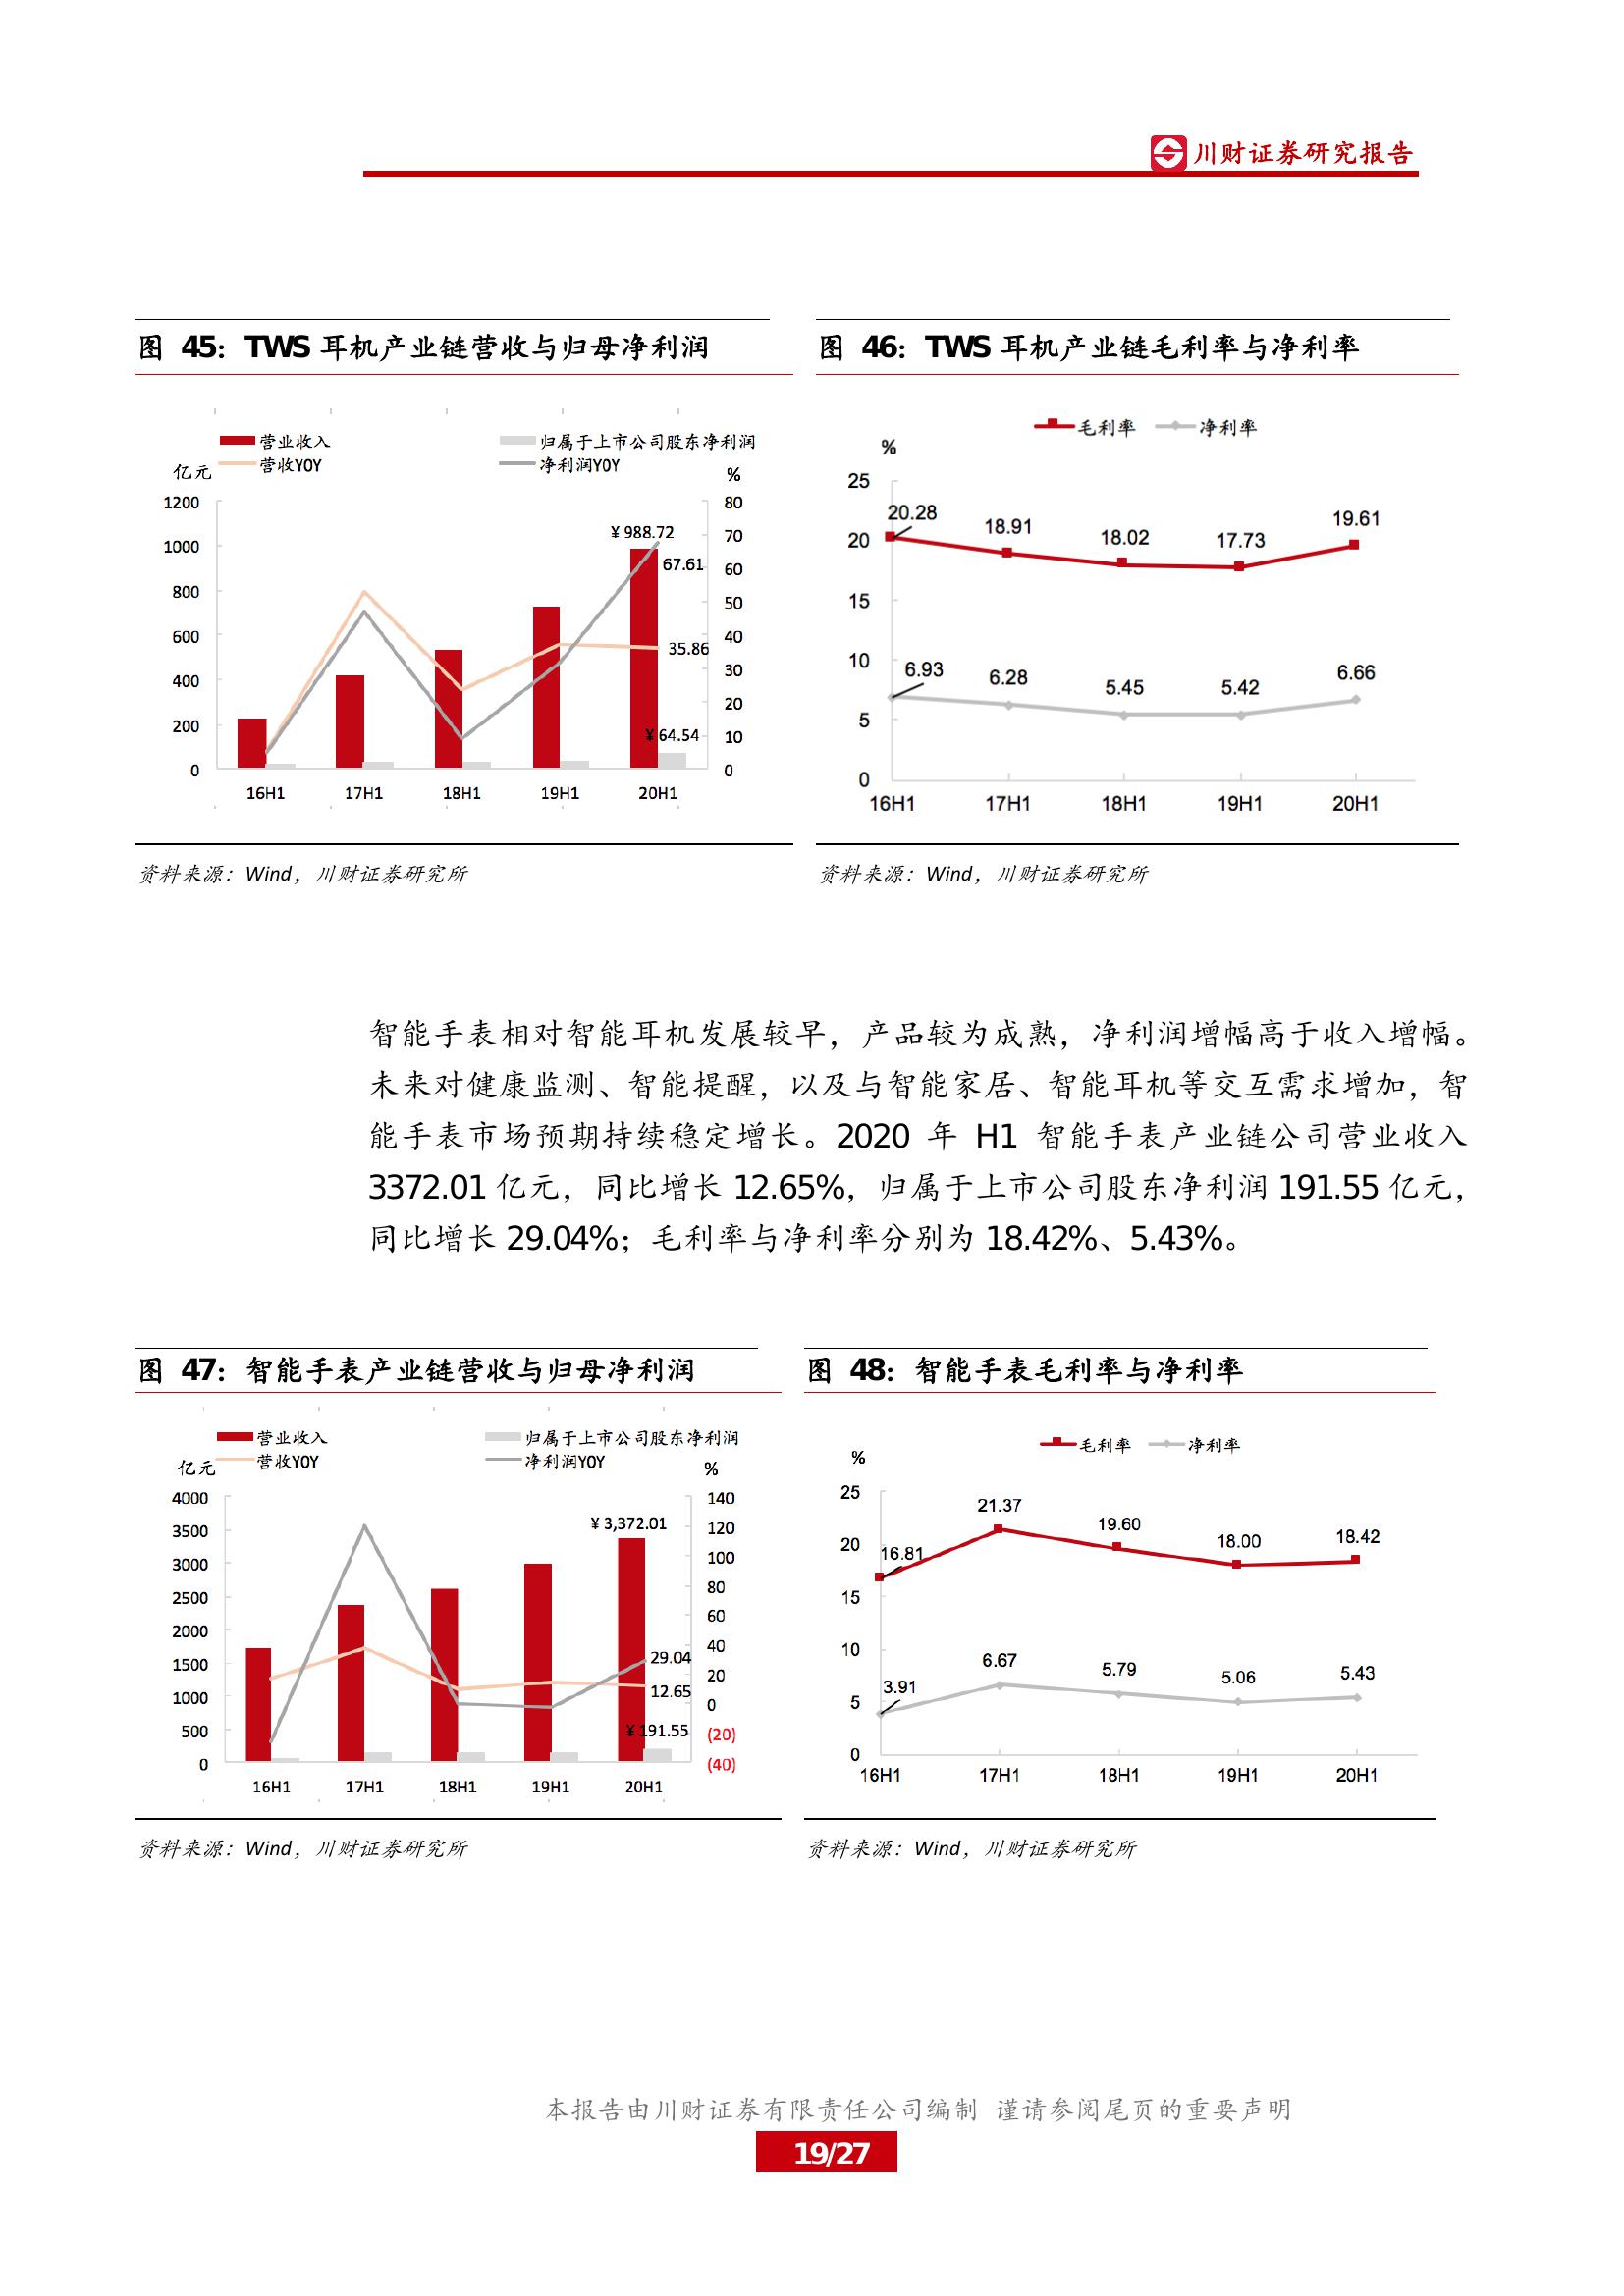 川财证券研究报告
图 45：TWS 耳机产业链营收与归母净利润
营业收入 归属于上市公司股东净利润
营收YOY 净利润YOY
亿元 %
1200 80
1000 70
800 60
600 50
400 40
200 30
0 20
10
0
¥ 988.72
67.61
35.86
¥ 64.54
16H1 17H1 18H1 19H1 20H1
资料来源：Wind，川财证券研究所
图 46：TWS 耳机产业链毛利率与净利率
毛利率 净利率
%
25
20
15
10
5
0
20.28 18.91 18.02 17.73 19.61
6.93 6.28 5.45 5.42 6.66
16H1 17H1 18H1 19H1 20H1
资料来源：Wind，川财证券研究所
智能手表相对智能耳机发展较早，产品较为成熟，净利润增幅高于收入增幅。
未来对健康监测、智能提醒，以及与智能家居、智能耳机等交互需求增加，智
能手表市场预期持续稳定增长。2020 年 H1 智能手表产业链公司营业收入
3372.01 亿元，同比增长 12.65%，归属于上市公司股东净利润 191.55 亿元，
同比增长 29.04%；毛利率与净利率分别为 18.42%、5.43%。
图 47：智能手表产业链营收与归母净利润
营业收入 归属于上市公司股东净利润
营收YOY 净利润YOY
亿元 %
4000 140
3500 120
3000 100
2500 80
2000 60
1500 40
1000 20
500 0
0 (20)
(40)
¥ 3,372.01
29.04
12.65
¥ 191.55
16H1 17H1 18H1 19H1 20H1
资料来源：Wind，川财证券研究所
图 48：智能手表毛利率与净利率
毛利率 净利率
%
25
20
15
10
5
0
16.81 21.37 19.60 18.00 18.42
3.91 6.67 5.79 5.06 5.43
16H1 17H1 18H1 19H1 20H1
资料来源：Wind，川财证券研究所
本报告由川财证券有限责任公司编制 谨请参阅尾页的重要声明
19/27